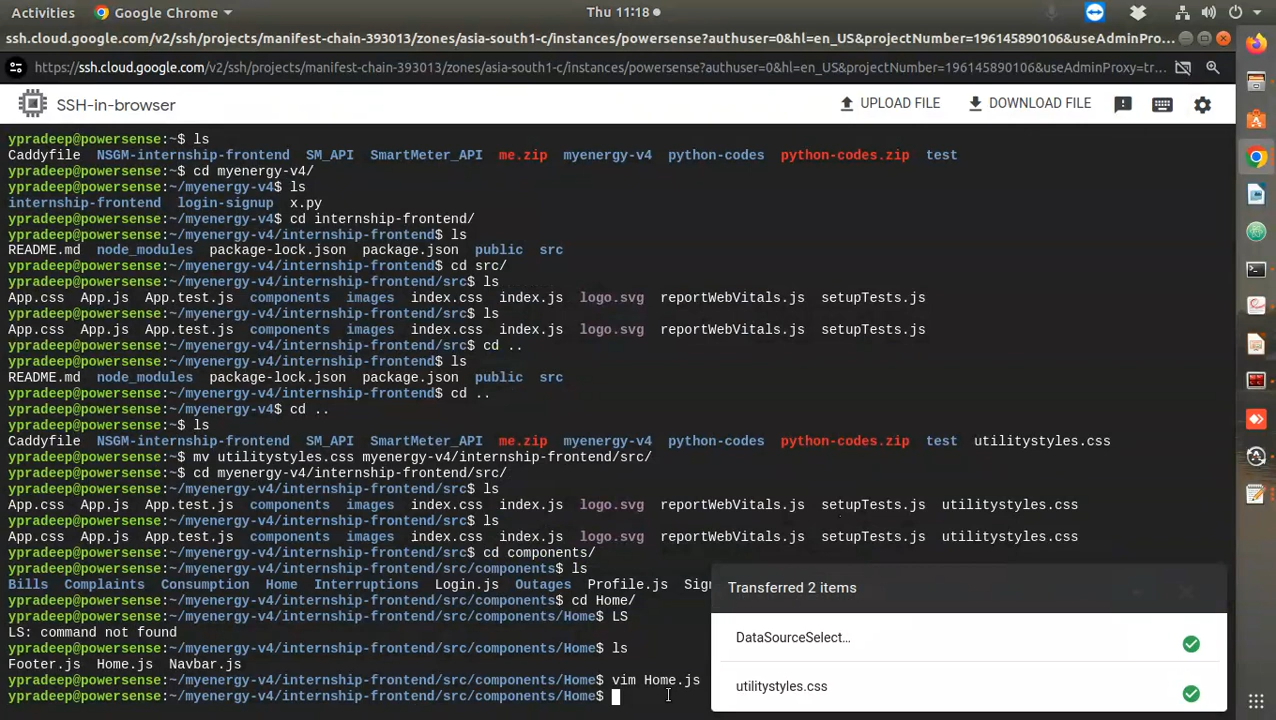 Activities Google Chrome Thu 11:18
ssh.cloud.google.com/v2/ssh/projects/manifest-chain-393013/zones/asia-south1-c/instances/powersense?authuser=0&hl=en_US&projectNumber=196145890106&useAdminPro...
https://ssh.cloud.google.com/v2/ssh/projects/manifest-chain-393013/zones/asia-south1-c/instances/powersense?authuser=0&hl=en_US&projectNumber=196145890106&useAdminProxy=tr...
SSH-in-browser UPLOAD FILE DOWNLOAD FILE
ypradeep@powersense:~$ ls
Caddyfile NSGM-internship-frontend SM_API SmartMeter_API me.zip myenergy-v4 python-codes python-codes.zip test
ypradeep@powersense:~$ cd myenergy-v4/
ypradeep@powersense:~/myenergy-v4$ ls
internship-frontend login-signup x.py
ypradeep@powersense:~/myenergy-v4$ cd internship-frontend/
ypradeep@powersense:~/myenergy-v4/internship-frontend$ ls
README.md node_modules package-lock.json package.json public src
ypradeep@powersense:~/myenergy-v4/internship-frontend$ cd src/
ypradeep@powersense:~/myenergy-v4/internship-frontend/src$ ls
App.css App.js App.test.js components images index.css index.js logo.svg reportWebVitals.js setupTests.js
ypradeep@powersense:~/myenergy-v4/internship-frontend/src$ ls
App.css App.js App.test.js components images index.css index.js logo.svg reportWebVitals.js setupTests.js
ypradeep@powersense:~/myenergy-v4/internship-frontend/src$ cd ..
ypradeep@powersense:~/myenergy-v4/internship-frontend$ ls
README.md node_modules package-lock.json package.json public src
ypradeep@powersense:~/myenergy-v4/internship-frontend$ cd ..
ypradeep@powersense:~/myenergy-v4$ cd ..
ypradeep@powersense:~$ ls
Caddyfile NSGM-internship-frontend SM_API SmartMeter_API me.zip myenergy-v4 python-codes python-codes.zip test utilitystyles.css
ypradeep@powersense:~$ mv utilitystyles.css myenergy-v4/internship-frontend/src/
ypradeep@powersense:~$ cd myenergy-v4/internship-frontend/src/
ypradeep@powersense:~/myenergy-v4/internship-frontend/src$ ls
App.css App.js App.test.js components images index.css index.js logo.svg reportWebVitals.js setupTests.js utilitystyles.css
ypradeep@powersense:~/myenergy-v4/internship-frontend/src$ ls
App.css App.js App.test.js components images index.css index.js logo.svg reportWebVitals.js setupTests.js utilitystyles.css
ypradeep@powersense:~/myenergy-v4/internship-frontend/src$ cd components/
ypradeep@powersense:~/myenergy-v4/internship-frontend/src/components$ ls
Bills Complaints Consumption Home Interruptions Login.js Outages Profile.js Sig
ypradeep@powersense:~/myenergy-v4/internship-frontend/src/components$ cd Home/
ypradeep@powersense:~/myenergy-v4/internship-frontend/src/components/Home$ LS
LS: command not found
ypradeep@powersense:~/myenergy-v4/internship-frontend/src/components/Home$ ls
Footer.js Home.js Navbar.js
ypradeep@powersense:~/myenergy-v4/internship-frontend/src/components/Home$ vim Home.js
ypradeep@powersense:~/myenergy-v4/internship-frontend/src/components/Home$
Transferred 2 items
DataSourceSelect...
utilitystyles.css